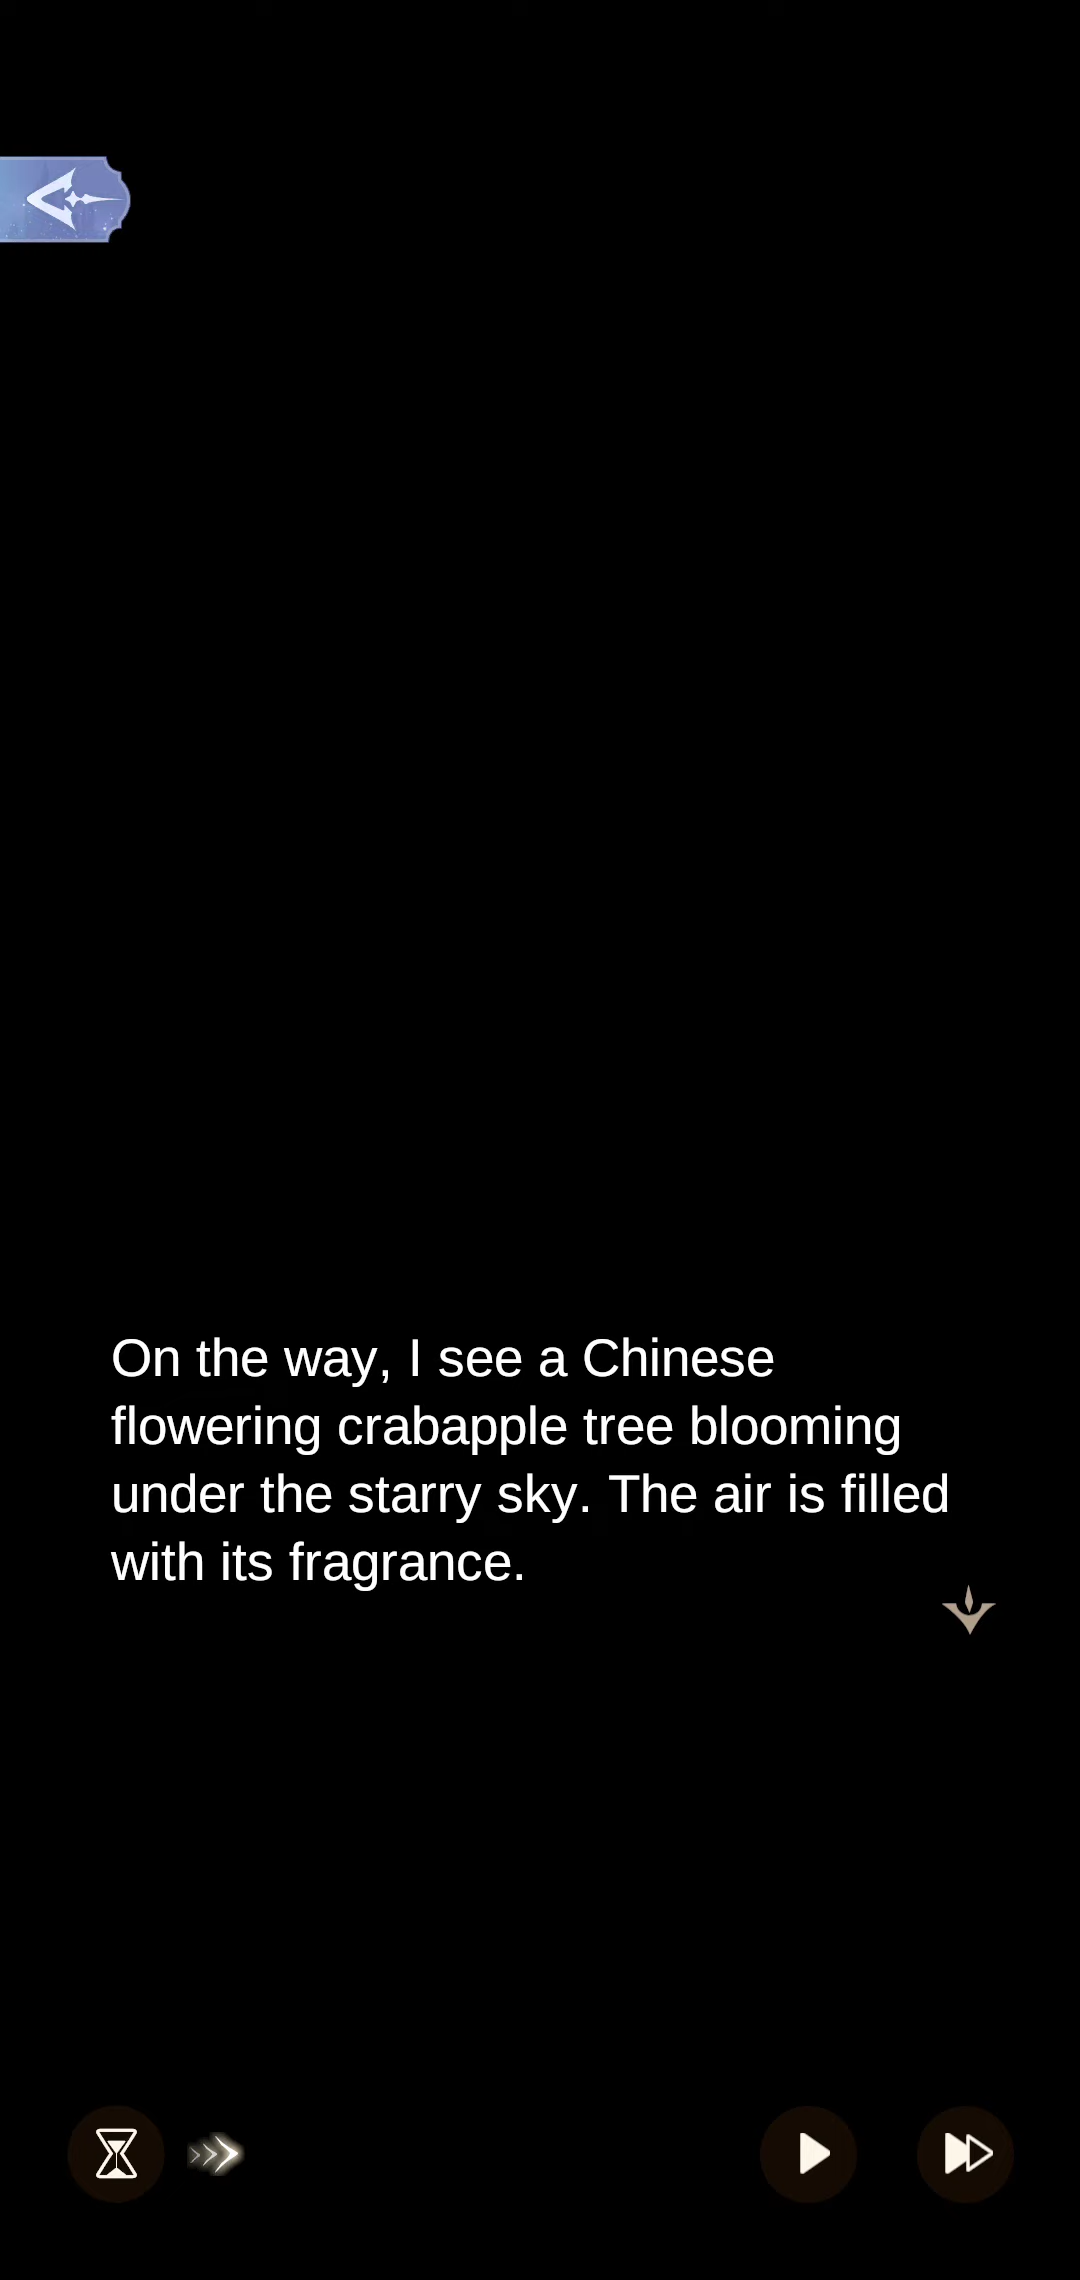 On the way, I see a Chinese
flowering crabapple tree blooming
under the starry sky. The air is filled
with its fragrance.